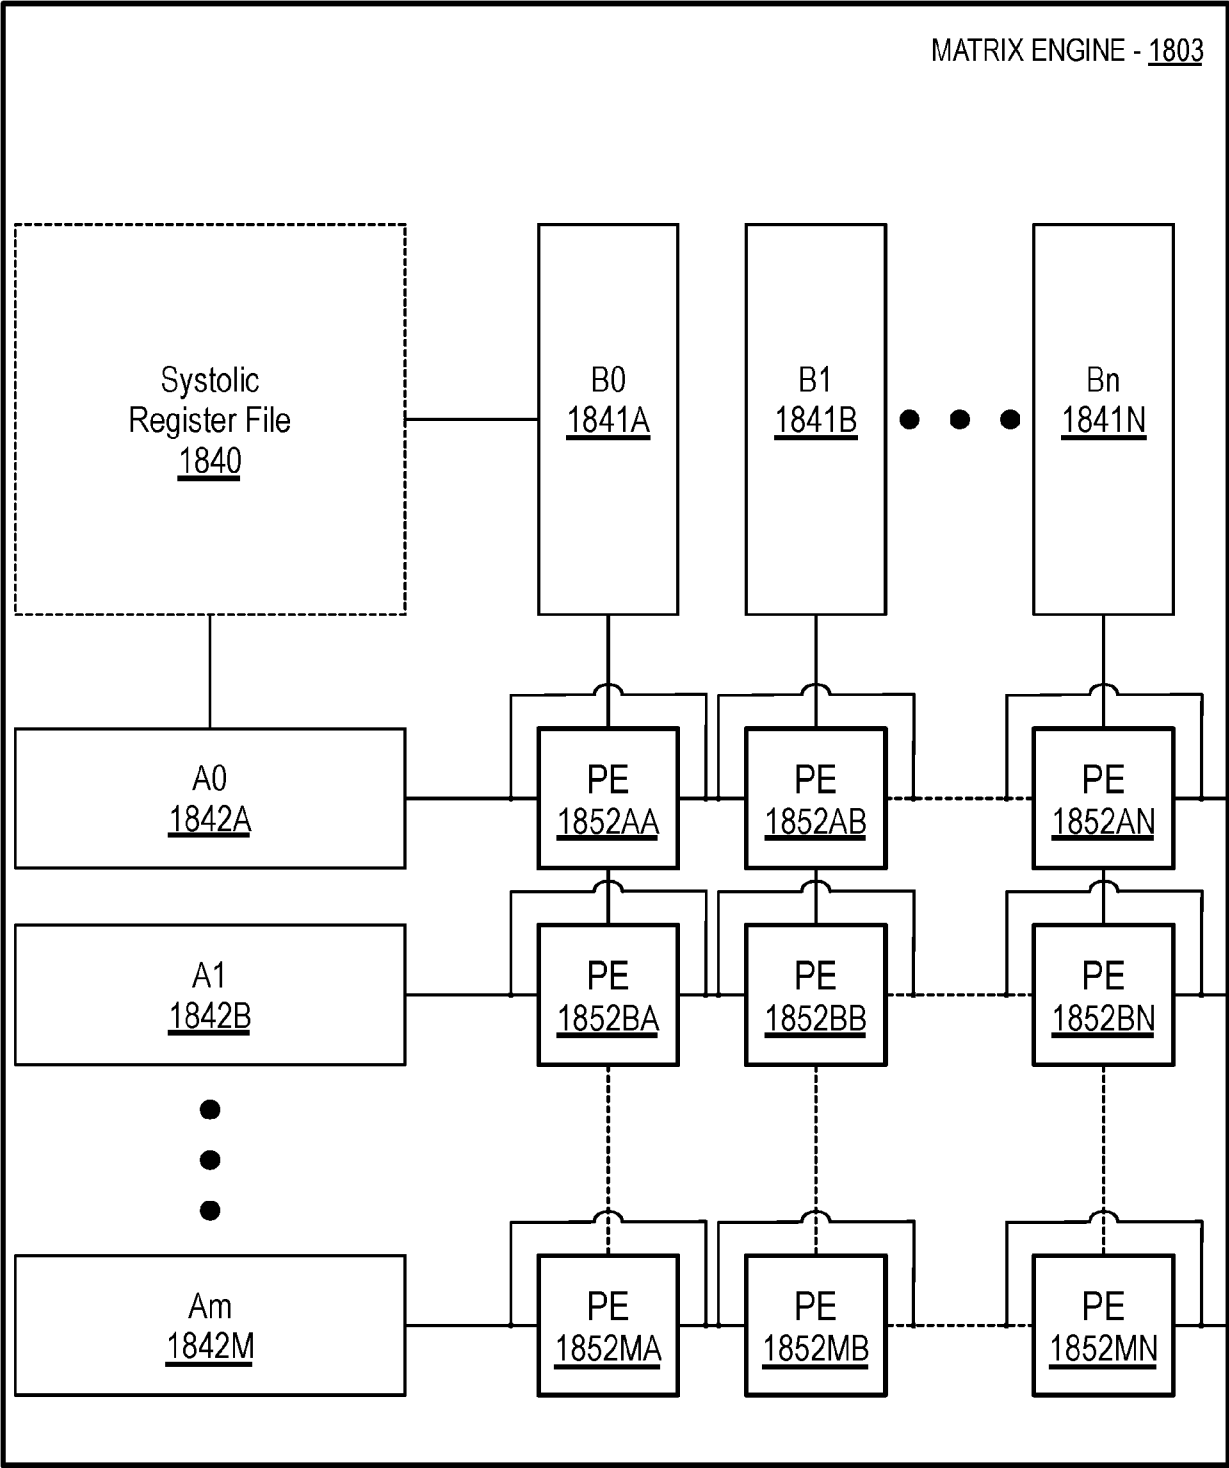 MATRIX ENGINE - 1803
Systolic
Register File
1840
B0
1841A
B1
1841B
Bn
1841N
A0
1842A
PE
1852AA
PE
1852AB
PE
1852AN
A1
1842B
PE
1852BA
PE
1852BB
PE
1852BN
Am
1842M
PE
1852MA
PE
1852MB
PE
1852MN